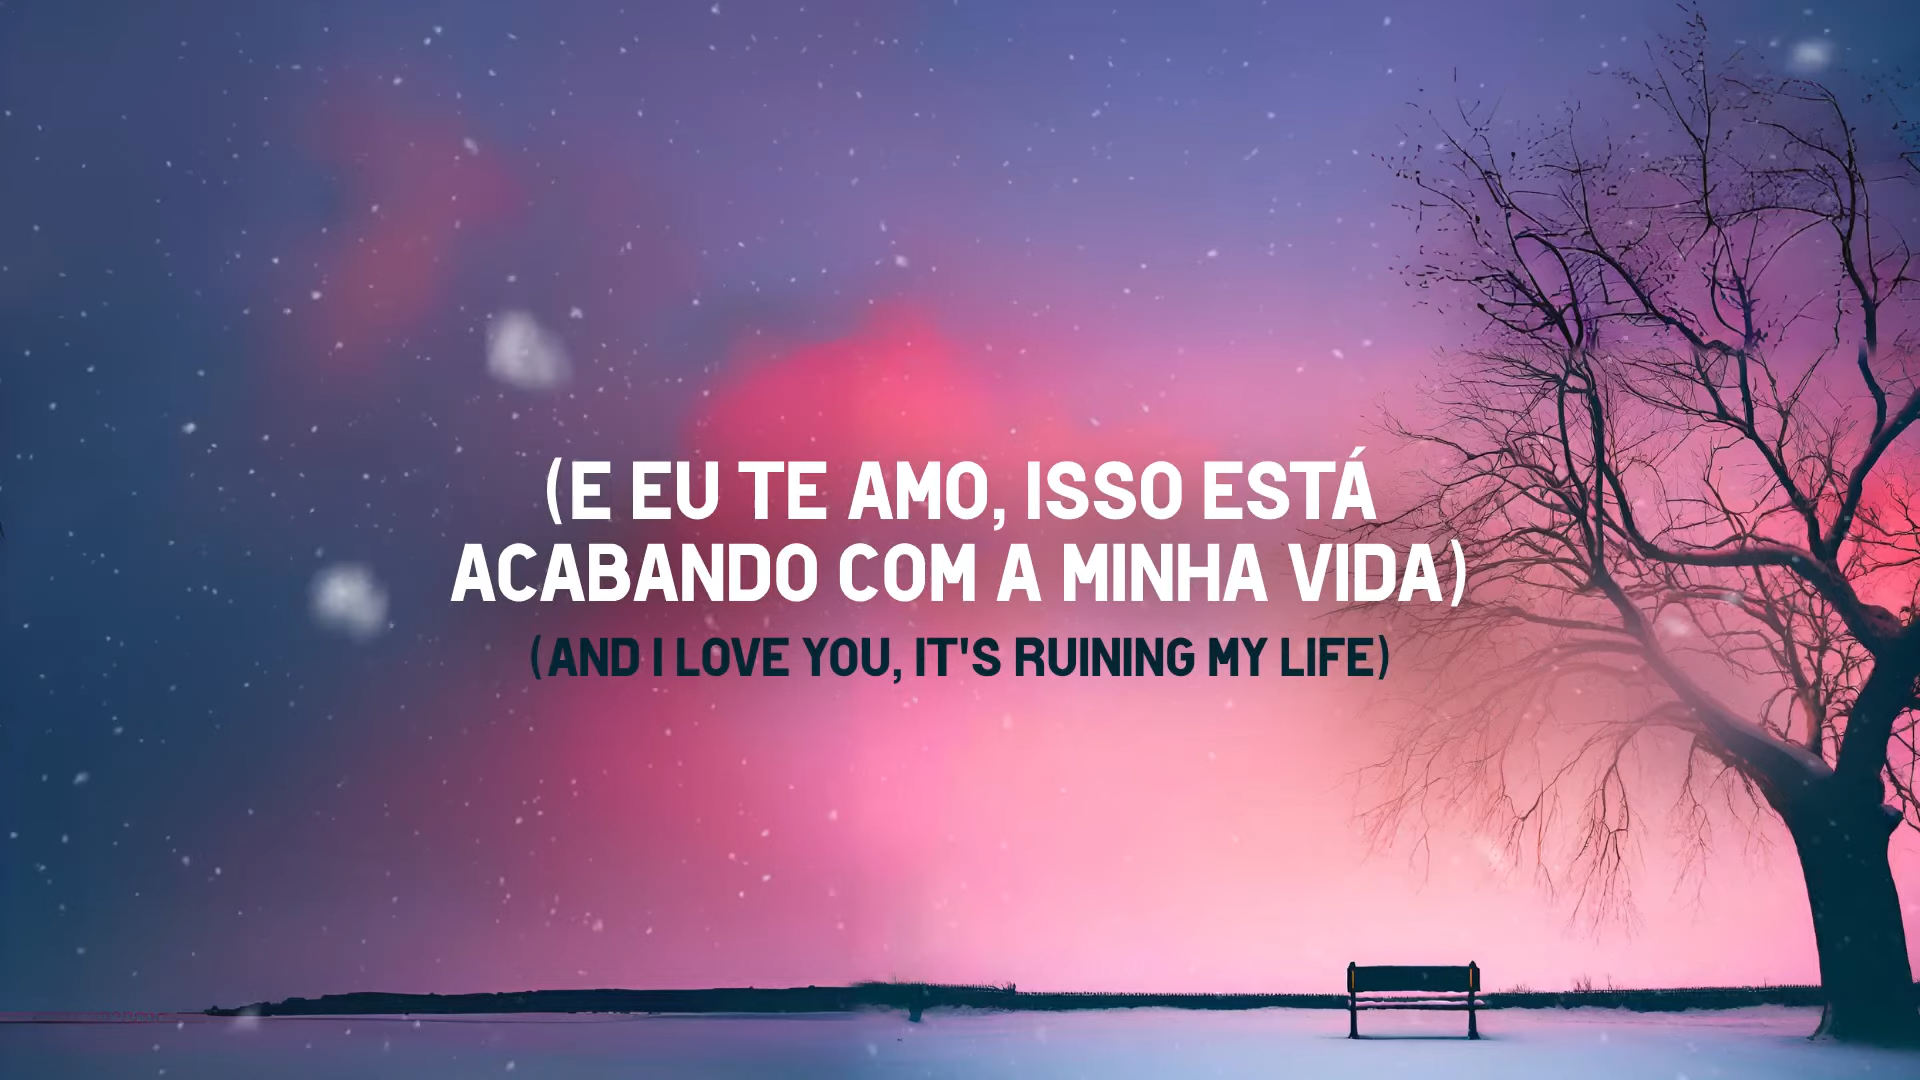 (E EU TE AMO, ISSO ESTÁ
ACABANDO COM A MINHA VIDA)
(AND I LOVE YOU, IT'S RUINING MY LIFE)